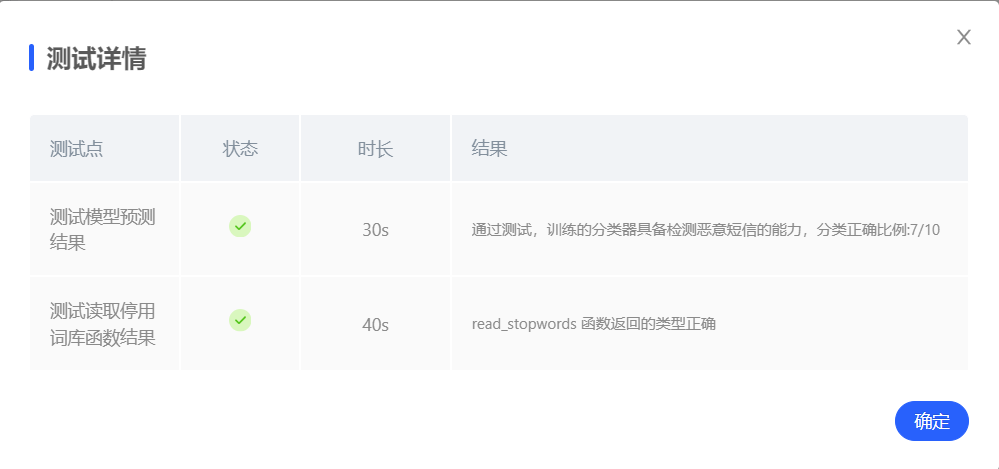 测试详情
测试点 状态 时长 结果
测试模型预测
结果
30s
通过测试，训练的分类器具备检测恶意短信的能力，分类正确比例:7/10
测试读取停用
词库函数结果
40s
read_stopwords 函数返回的类型正确
确定